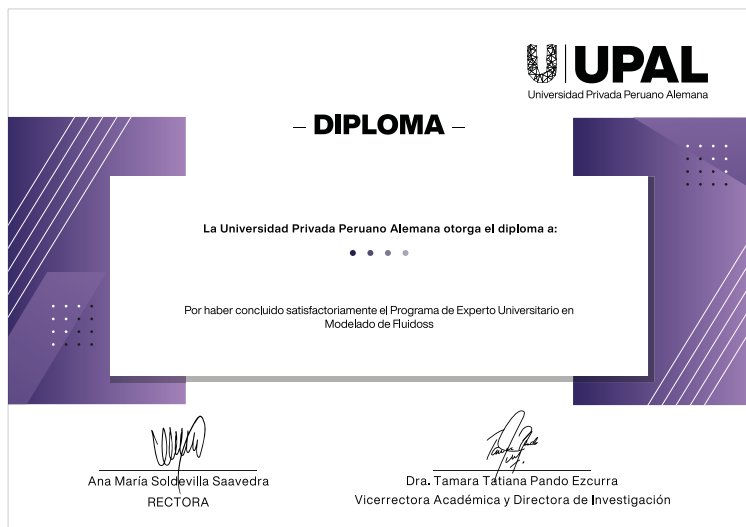 UPAL
Universidad Privada Peruano Alemana
– DIPLOMA –
La Universidad Privada Peruano Alemana otorga el diploma a:
Por haber concluido satisfactoriamente el Programa de Experto Universitario en
Modelado de Fluidoss
Ana María Soldevilla Saavedra
RECTORA
Dra. Tamara Tatiana Pando Ezcurra
Vicerrectora Académica y Directora de Investigación